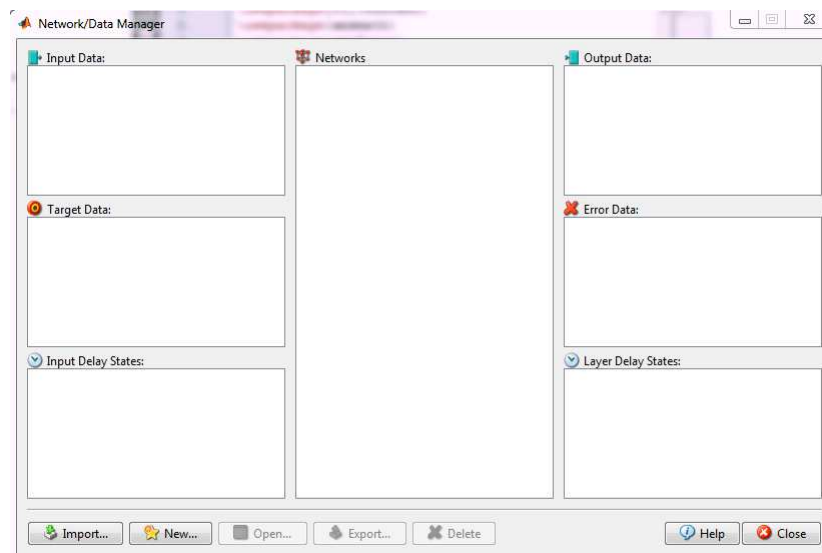 Network/Data Manager
Input Data:
Networks
Output Data:
Target Data:
Error Data:
Input Delay States:
Layer Delay States:
Import... New... Open... Export... Delete Help Close